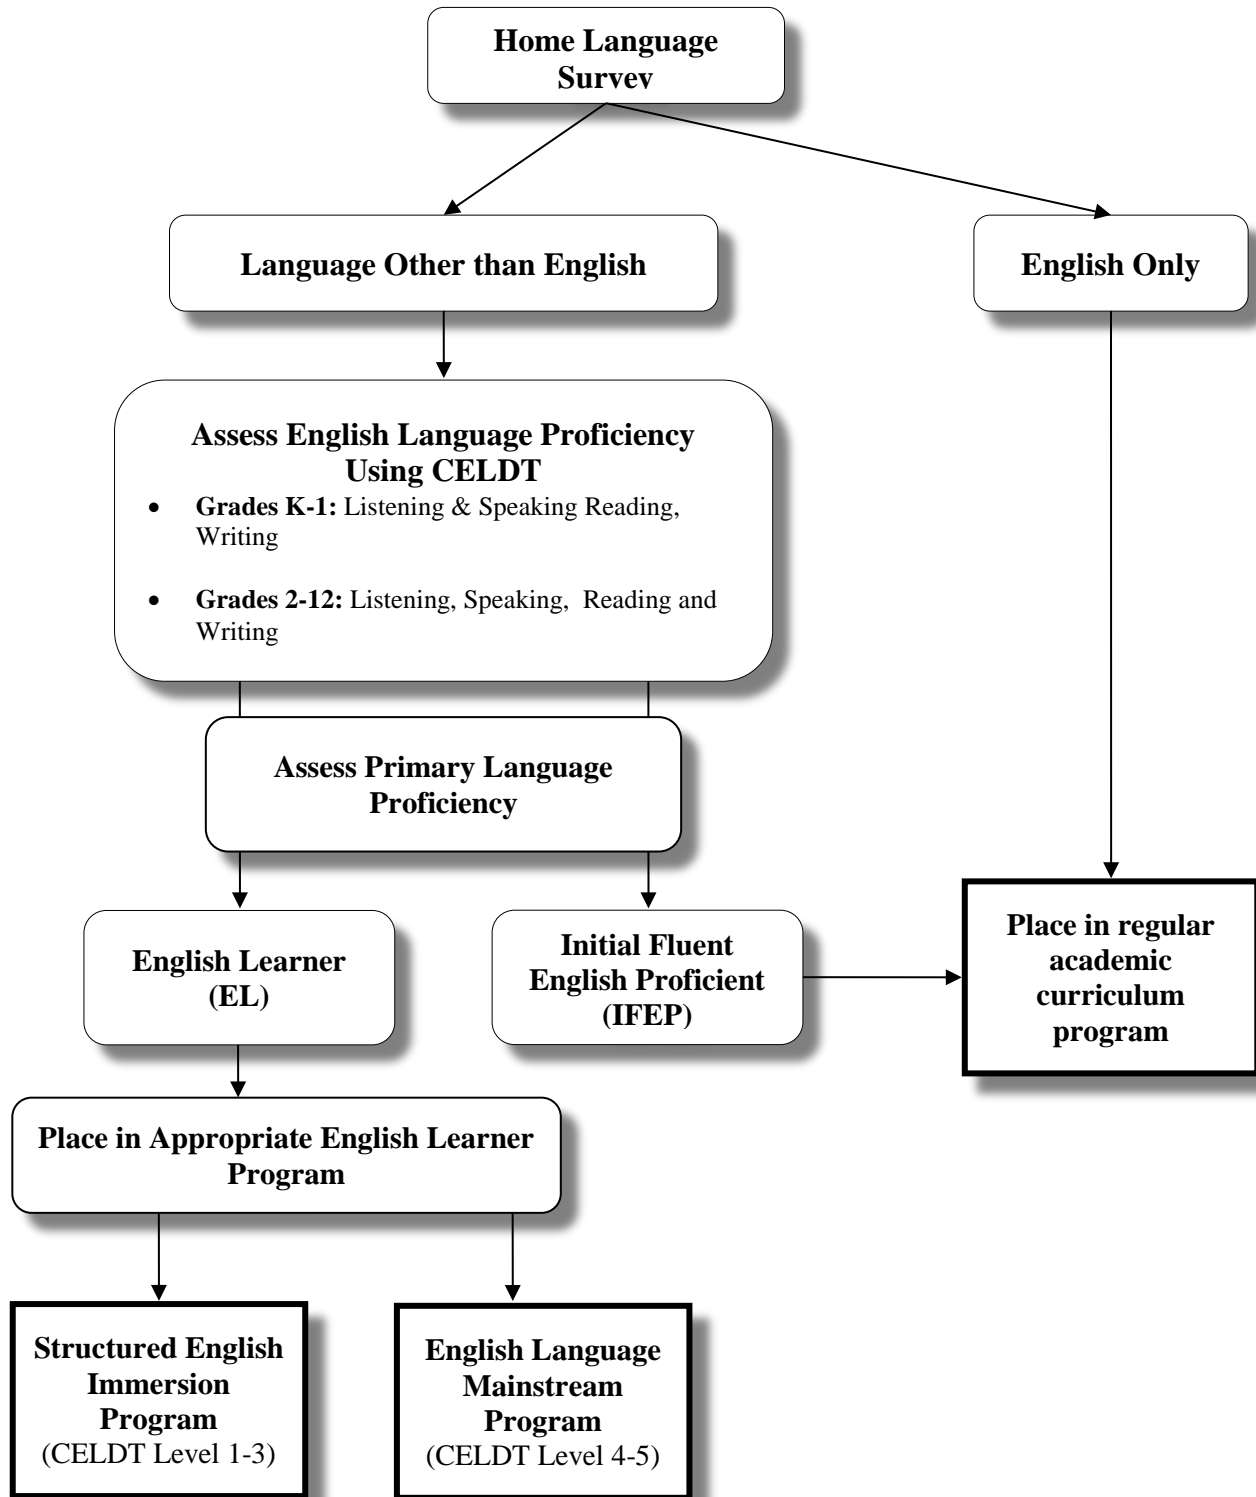 Home Language
Survev
Language Other than English
English Only
Assess English Language Proficiency
Using CELDT
• Grades K-1: Listening & Speaking Reading,
Writing
• Grades 2-12: Listening, Speaking, Reading and
Writing
Assess Primary Language
Proficiency
English Learner
(EL)
Initial Fluent
English Proficient
(IFEP)
Place in regular
academic
curriculum
program
Place in Appropriate English Learner
Program
Structured English
Immersion
Program
(CELDT Level 1-3)
English Language
Mainstream
Program
(CELDT Level 4-5)